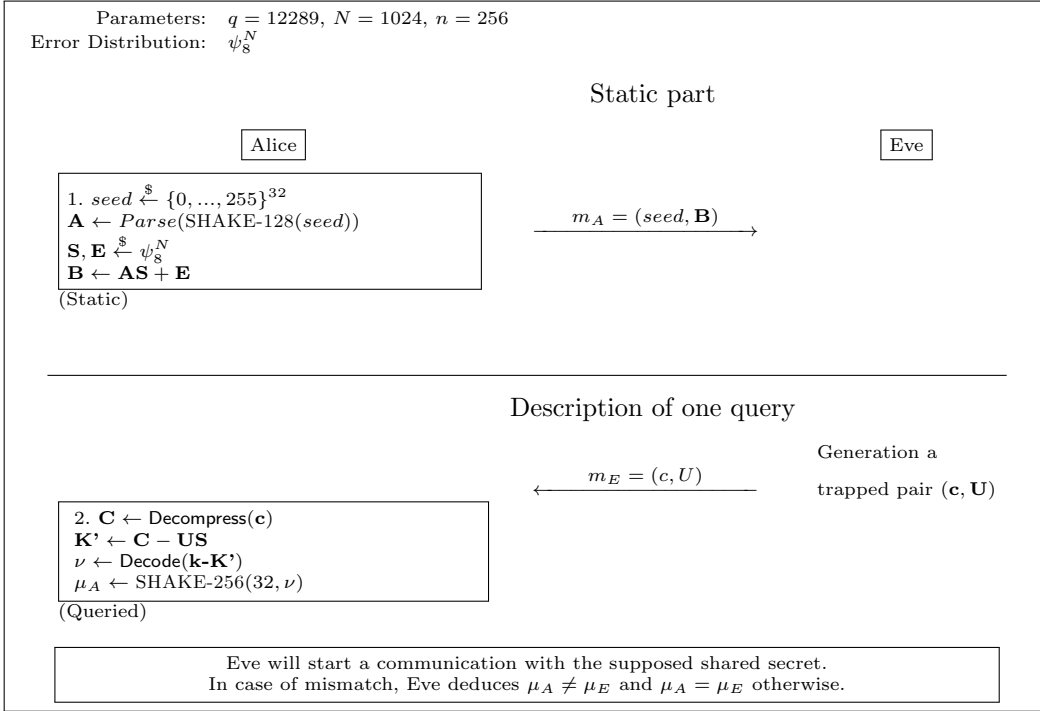 Parameters: q = 12289, N = 1024, n = 256
Error Distribution: ψ₈ᴺ
Static part
Alice
Eve
1. seed $← {0, ..., 255}³²
A ← Parse(SHAKE-128(seed))
S, E $← ψ₈ᴺ
B ← AS + E
(Static)
m_A = (seed, B)
Description of one query
Generation a
trapped pair (c, U)
m_E = (c, U)
2. C ← Decompress(c)
K’ ← C − US
ν ← Decode(k-K’)
μ_A ← SHAKE-256(32, ν)
(Queried)
Eve will start a communication with the supposed shared secret.
In case of mismatch, Eve deduces μ_A ≠ μ_E and μ_A = μ_E otherwise.